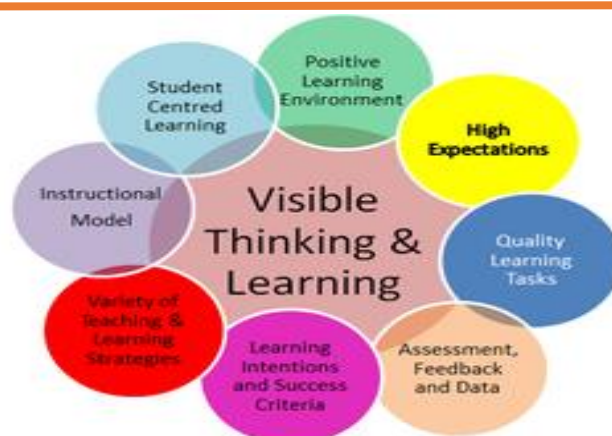 Positive
Learning
Environment
High
Expectations
Quality
Learning
Tasks
Assessment,
Feedback
and Data
Learning
Intentions
and Success
Criteria
Variety of
Teaching &
Learning
Strategies
Instructional
Model
Student
Centred
Learning
Visible
Thinking &
Learning